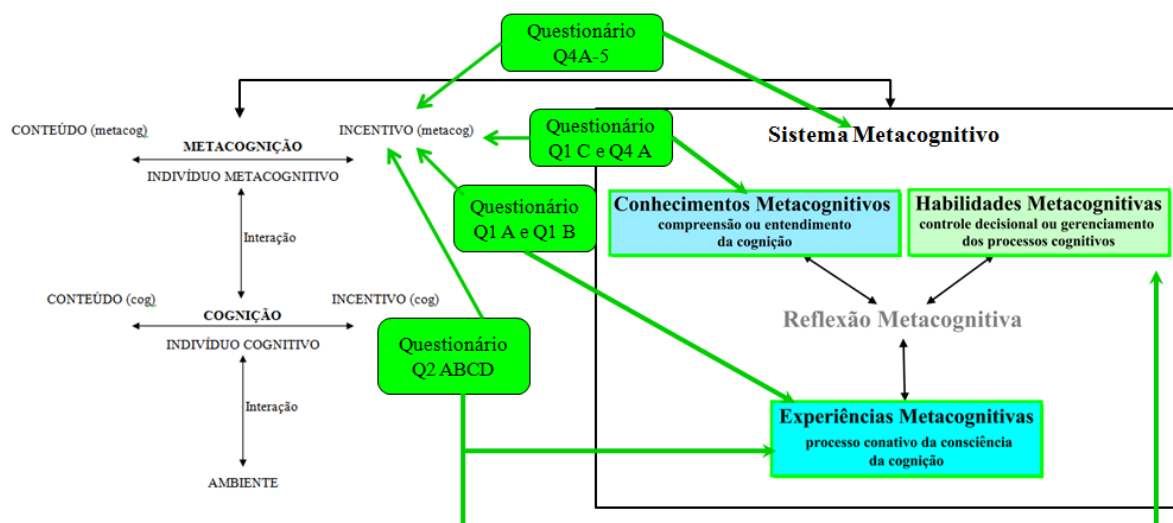 Questionário
Q4A-5
CONTEÚDO (metacog)
INCENTIVO (metacog)
METACOGNIÇÃO
INDIVÍDUO METACOGNITIVO
Questionário
Q1 C e Q4 A
Sistema Metacognitivo
Questionário
Q1 A e Q1 B
Conhecimentos Metacognitivos
compreensão ou entendimento
da cognição
Habilidades Metacognitivas
controle decisional ou gerenciamento
dos processos cognitivos
Interação
CONTEÚDO (cog)
INCENTIVO (cog)
COGNIÇÃO
INDIVÍDUO COGNITIVO
Reflexão Metacognitiva
Questionário
Q2 ABCD
Interação
Experiências Metacognitivas
processo conativo da consciência
da cognição
AMBIENTE